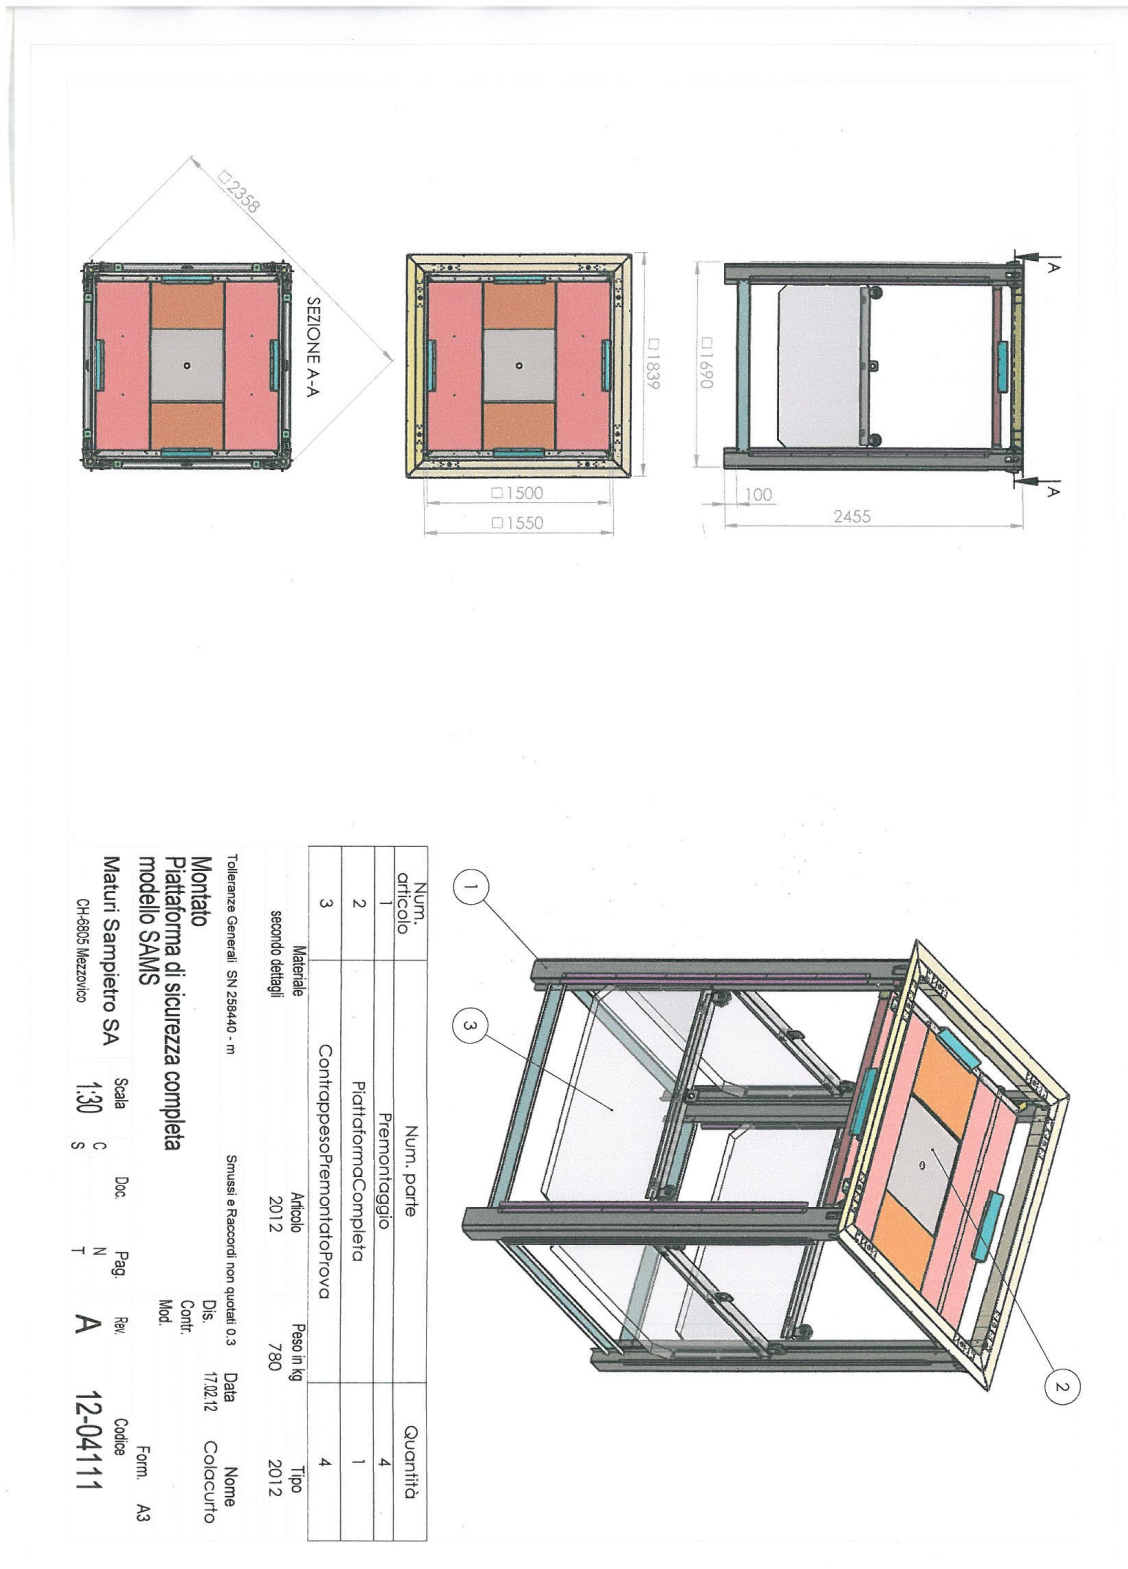 A
A
□1690
100
2455
□1839
□1500
□1550
□2358
SEZIONE A-A
1
2
3
Num. articolo Num. parte Quantità
1 Premontaggio 4
2 PiattaformaCompleta 1
3 ContrappesoPremontatoProva 4
Materiale Articolo Peso in kg Tipo
secondo dettagli 2012 780 2012
Tolleranze Generali SN 258440 - m Smussi e Raccordi non quotati 0.3 Data Nome
Montato
Piattaforma di sicurezza completa
modello SAMS
Dis. 17.02.12 Colacurto
Contr.
Mod.
Form. A3
Maturi Sampietro SA
CH-6805 Mezzovico
Scala Doc. Pag. Rev. Codice
1:30 C N A 12-04111
S T